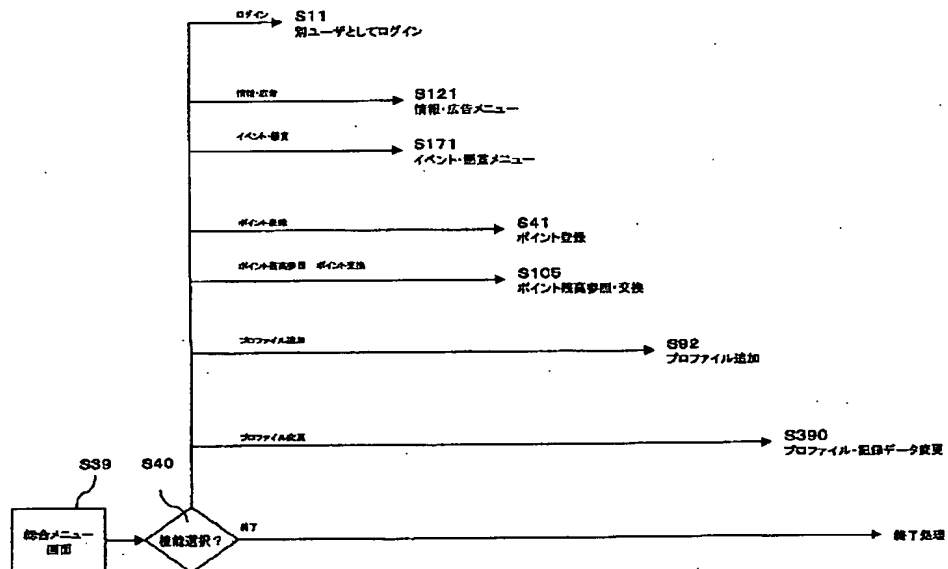 ログイン
S11
別ユーザとしてログイン
情報・広告
S121
情報・広告メニュー
イベント・懸賞
S171
イベント・懸賞メニュー
ポイント登録
S41
ポイント登録
ポイント残高参照 ポイント交換
S105
ポイント残高参照・交換
プロファイル追加
S92
プロファイル追加
プロファイル変更
S390
プロファイル・記録データ変更
S39
S40
総合メニュー
画面
機能選択?
終了
終了処理